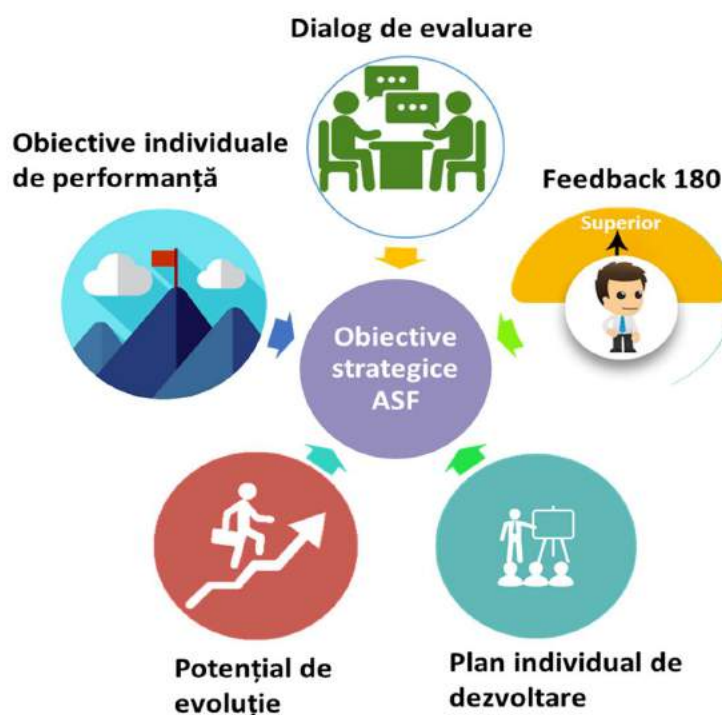 Dialog de evaluare
Obiective individuale
de performanță
Feedback 180
Superior
Obiective
strategice
ASF
Potențial de
evoluție
Plan individual de
dezvoltare